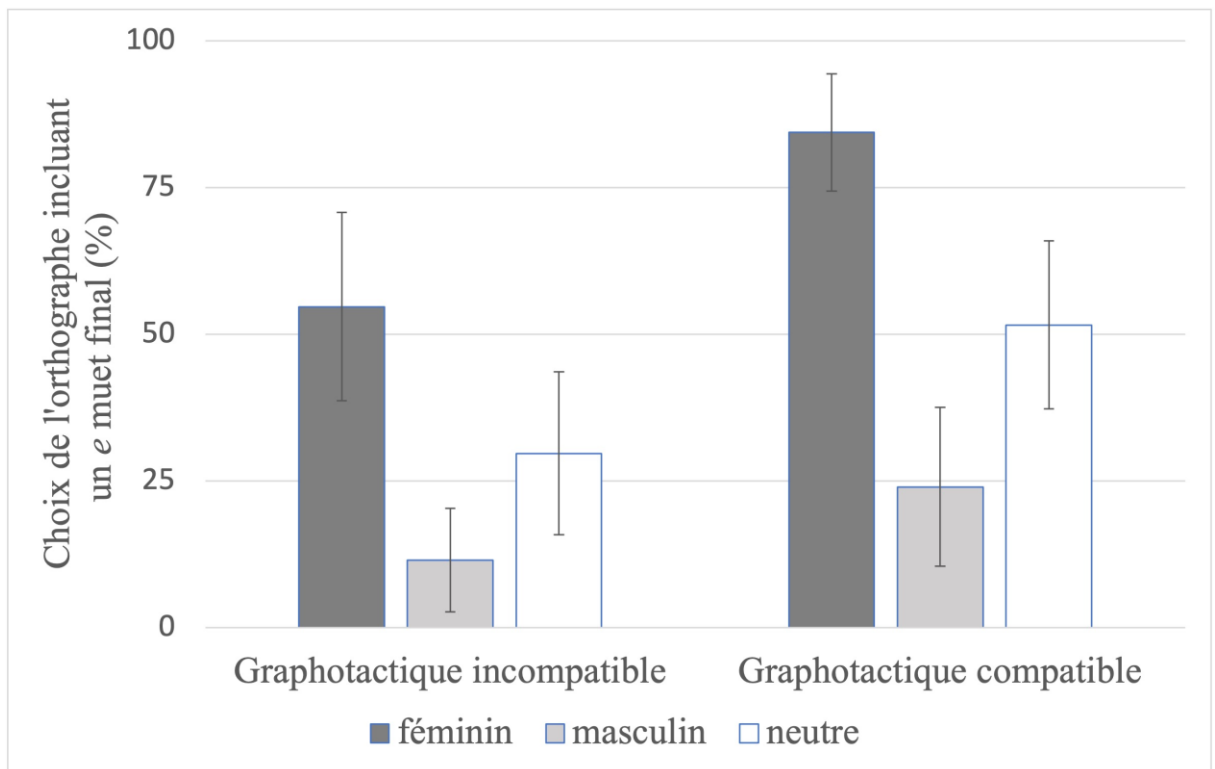 Choix de l'orthographe incluant
un e muet final (%)
100
75
50
25
0
Graphotactique incompatible
Graphotactique compatible
féminin
masculin
neutre